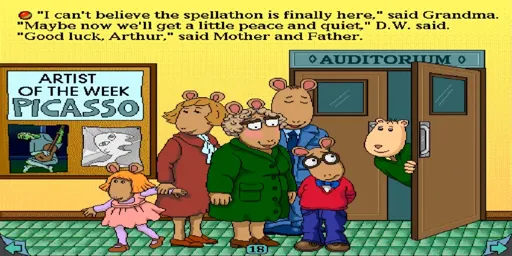 "I can't believe the spellathon is finally here," said Grandma.
"Maybe now we'll get a little peace and quiet," D.W. said.
"Good luck, Arthur," said Mother and Father.
AUDITORIUM
ARTIST
OF THE WEEK
PICASSO
18